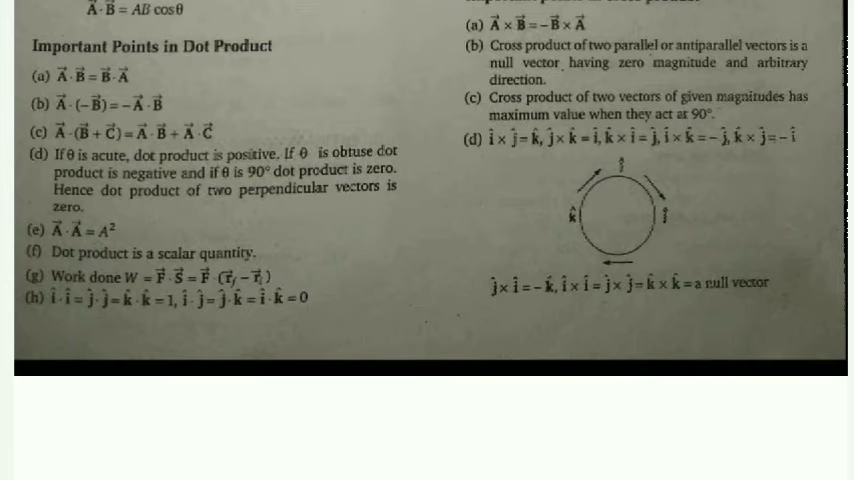 A⃗ · B⃗ = AB cos θ
Important Points in Dot Product
(a) A⃗ · B⃗ = B⃗ · A⃗
(b) A⃗ · (−B⃗) = − A⃗ · B⃗
(c) A⃗ · (B⃗ + C⃗) = A⃗ · B⃗ + A⃗ · C⃗
(d) If θ is acute, dot product is positive. If θ is obtuse dot
product is negative and if θ is 90° dot product is zero.
Hence dot product of two perpendicular vectors is
zero.
(e) A⃗ · A⃗ = A²
(f) Dot product is a scalar quantity.
(g) Work done W = F⃗ · S⃗ = F⃗ · (r⃗f − r⃗i)
(h) î · î = ĵ · ĵ = k̂ · k̂ = 1, î · ĵ = ĵ · k̂ = î · k̂ = 0
(a) A⃗ × B⃗ = − B⃗ × A⃗
(b) Cross product of two parallel or antiparallel vectors is a
null vector having zero magnitude and arbitrary
direction.
(c) Cross product of two vectors of given magnitudes has
maximum value when they act at 90°.
(d) î × ĵ = k̂, ĵ × k̂ = î, k̂ × î = ĵ, î × k̂ = − ĵ, k̂ × ĵ = − î
k̂
ĵ × î = − k̂, î × î = ĵ × ĵ = k̂ × k̂ = a null vector